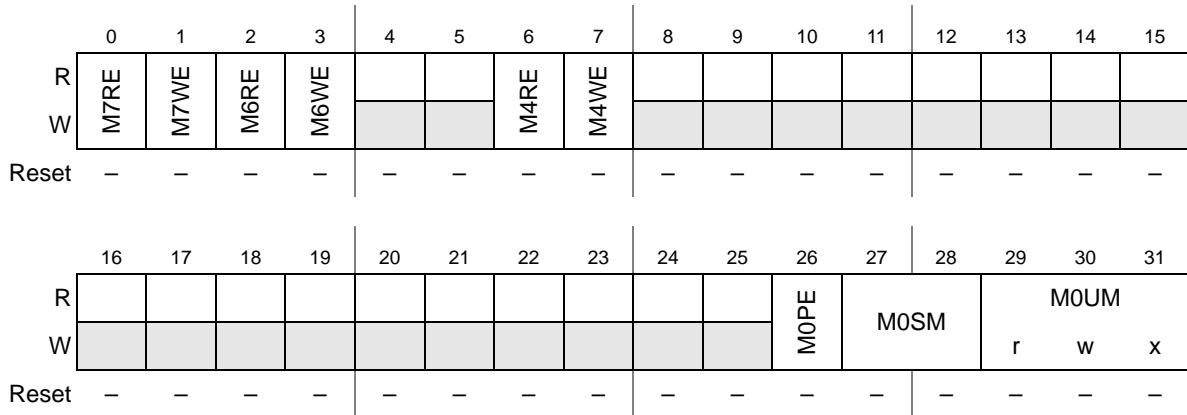 0 1 2 3 4 5 6 7 8 9 10 11 12 13 14 15
R M7RE M7WE M6RE M6WE M4RE M4WE
W
Reset – – – – – – – – – – – – – – – –
16 17 18 19 20 21 22 23 24 25 26 27 28 29 30 31
R M0PE M0SM M0UM
W r w x
Reset – – – – – – – – – – – – – – – –